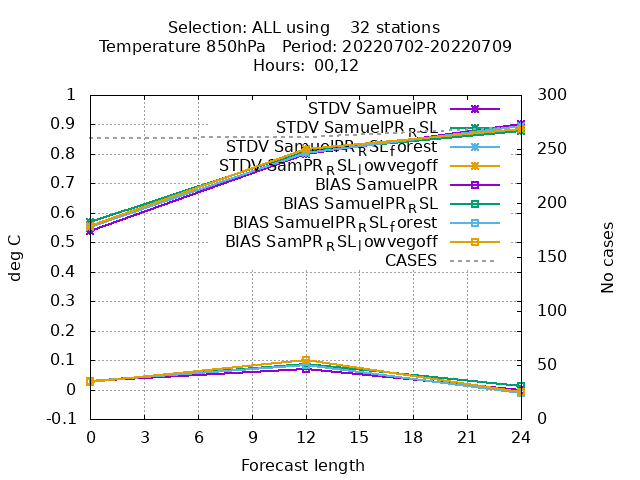 Selection: ALL using 32 stations
Temperature 850hPa Period: 20220702-20220709
Hours: 00,12
STDV SamuelPR
STDV SamuelPR_RSL
STDV SamuelPR_RSL_forest
STDV SamPR_RSL_lowvegoff
BIAS SamuelPR
BIAS SamuelPR_RSL
BIAS SamuelPR_RSL_forest
BIAS SamPR_RSL_lowvegoff
CASES
1
0.9
0.8
0.7
0.6
0.5
0.4
0.3
0.2
0.1
0
-0.1
deg C
300
250
200
150
100
50
0
No cases
0 3 6 9 12 15 18 21 24
Forecast length